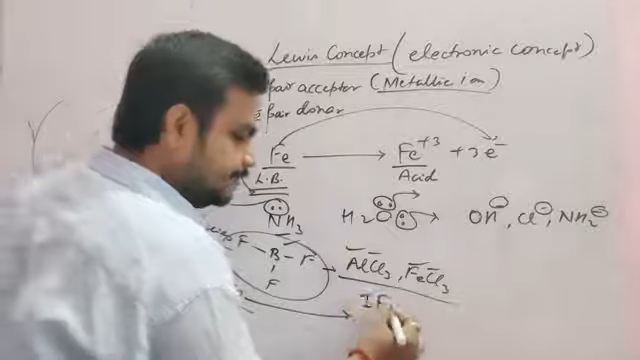 Lewis Concept (electronic concept)
pair acceptor (Metallic ion)
pair donor
Fe → Fe+3 + 3e-
L.B. Acid
NH3 H2O → OH⊖, Cl⊖, NH2⊖
F - B - F → AlCl3, FeCl3
F
IF